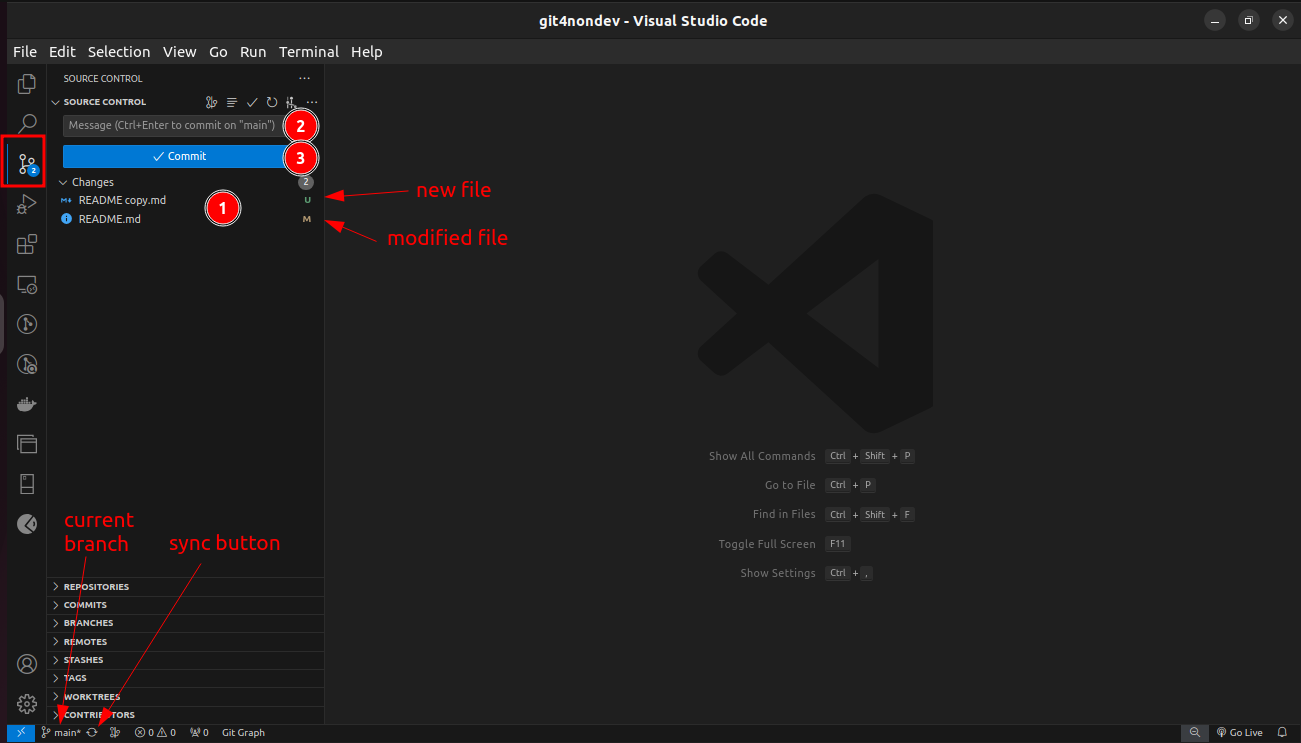 git4nondev - Visual Studio Code
File Edit Selection View Go Run Terminal Help
SOURCE CONTROL
SOURCE CONTROL
Message (Ctrl+Enter to commit on "main")
2
Commit
3
2
Changes
2
README copy.md
U
new file
1
README.md
M
modified file
Show All Commands Ctrl + Shift + P
Go to File Ctrl + P
Find in Files Ctrl + Shift + F
Toggle Full Screen F11
Show Settings Ctrl + ,
current
branch
sync button
REPOSITORIES
COMMITS
BRANCHES
REMOTES
STASHES
TAGS
WORKTREES
CONTRIBUTORS
main* 0 0 0 Git Graph Go Live